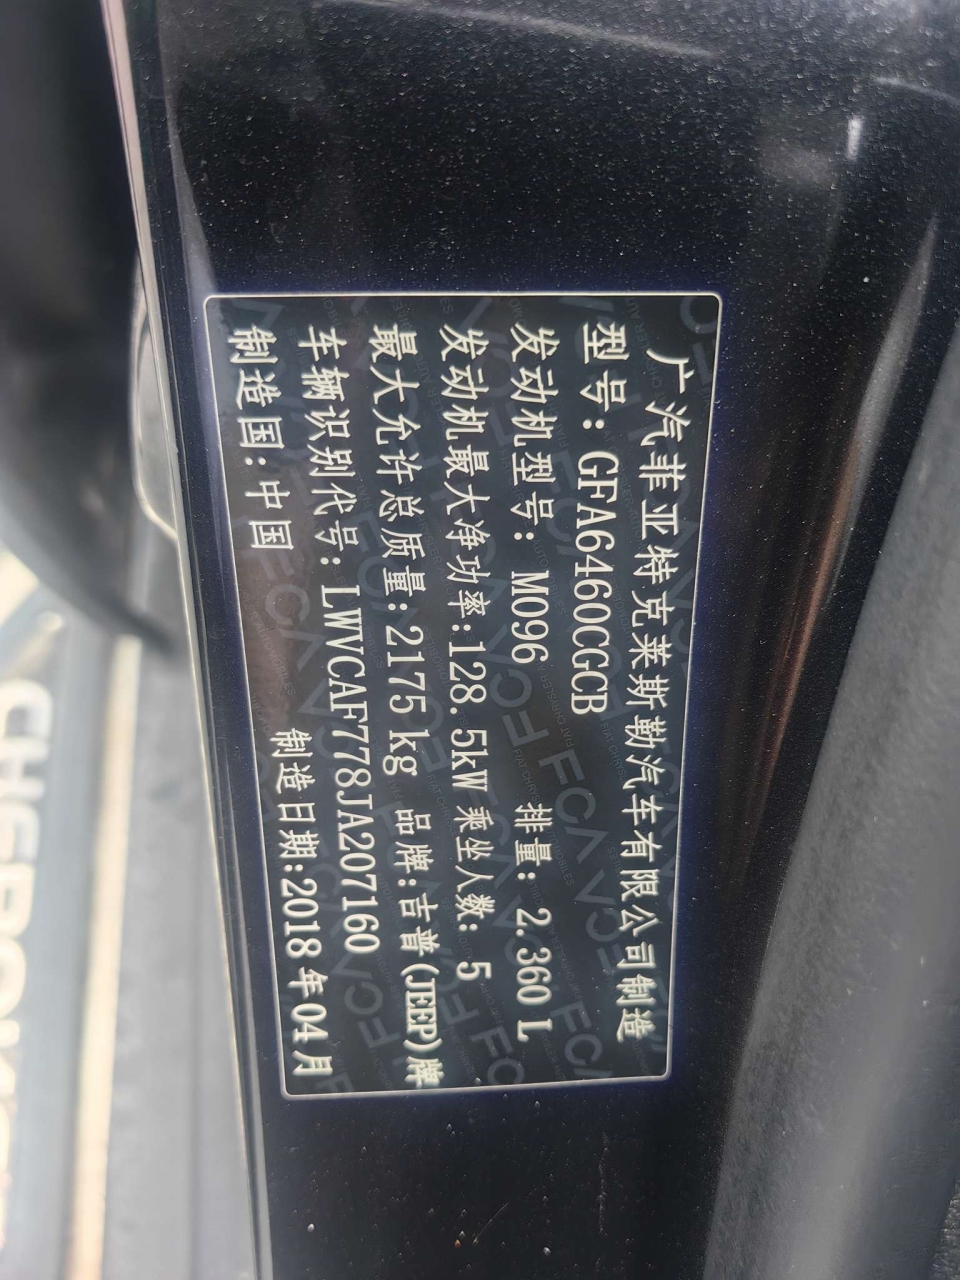 广汽菲亚特克莱斯勒汽车有限公司制造
型号：GFA6460CGCB
发动机型号：M096 排量：2.360 L
发动机最大净功率:128.5kW 乘坐人数：5
最大允许总质量:2175kg 品牌:吉普(JEEP)牌
车辆识别代号：LWVCAF778JA207160
制造国:中国 制造日期:2018年04月